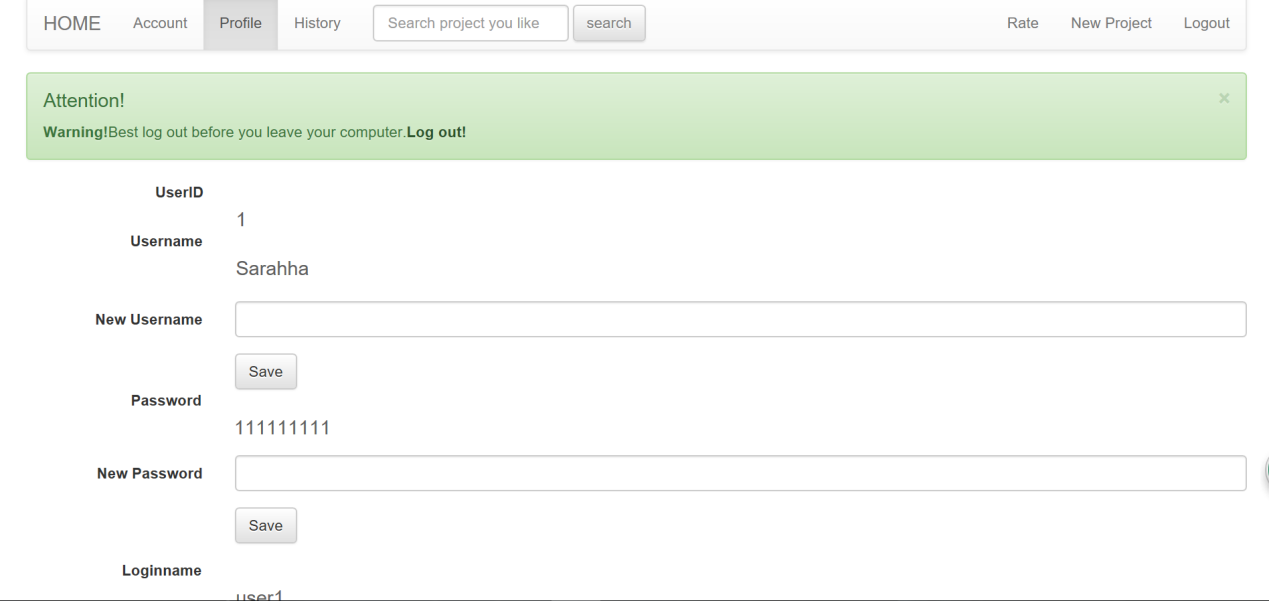 HOME Account Profile History Search project you like search Rate New Project Logout
Attention! ×
Warning!Best log out before you leave your computer.Log out!
UserID
1
Username
Sarahha
New Username
Save
Password
111111111
New Password
Save
Loginname
user1